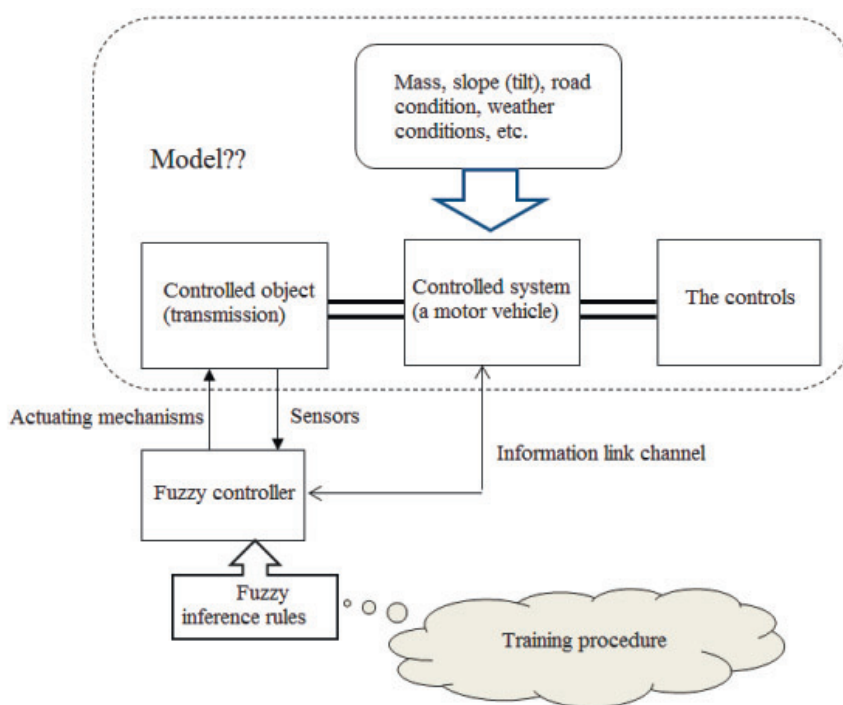 Mass, slope (tilt), road
condition, weather
conditions, etc.
Model??
Controlled object
(transmission)
Controlled system
(a motor vehicle)
The controls
Actuating mechanisms
Sensors
Information link channel
Fuzzy controller
Fuzzy
inference rules
Training procedure